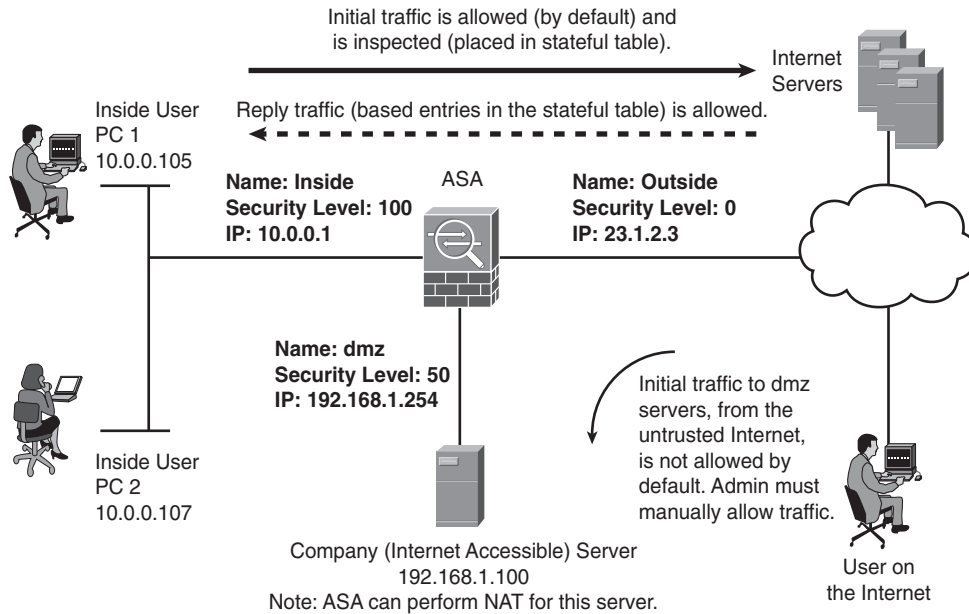 Initial traffic is allowed (by default) and
is inspected (placed in stateful table).
Internet
Servers
Reply traffic (based entries in the stateful table) is allowed.
Inside User
PC 1
10.0.0.105
Name: Inside
Security Level: 100
IP: 10.0.0.1
ASA
Name: Outside
Security Level: 0
IP: 23.1.2.3
Name: dmz
Security Level: 50
IP: 192.168.1.254
Initial traffic to dmz
servers, from the
untrusted Internet,
is not allowed by
default. Admin must
manually allow traffic.
Inside User
PC 2
10.0.0.107
Company (Internet Accessible) Server
192.168.1.100
Note: ASA can perform NAT for this server.
User on
the Internet